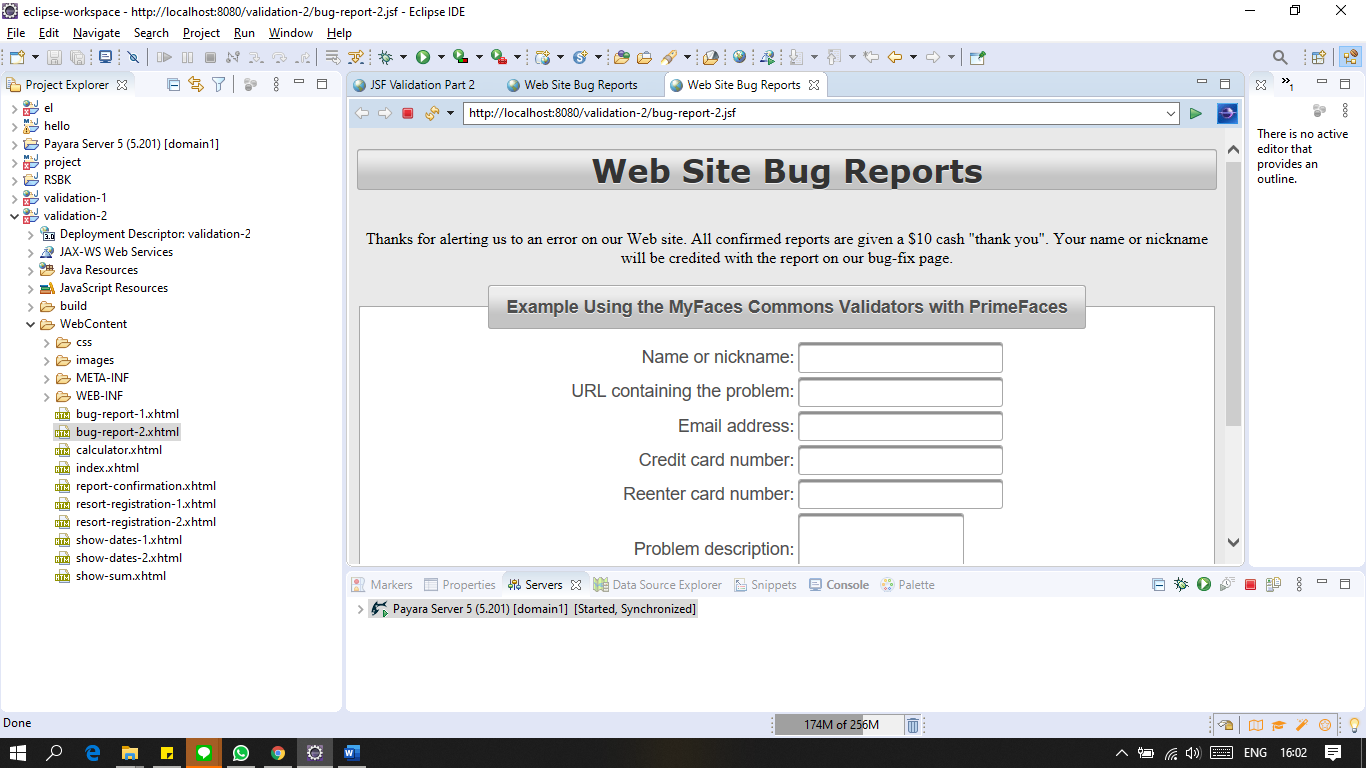 eclipse-workspace - http://localhost:8080/validation-2/bug-report-2.jsf - Eclipse IDE
File Edit Navigate Search Project Run Window Help
Project Explorer
el
hello
Payara Server 5 (5.201) [domain1]
project
RSBK
validation-1
validation-2
Deployment Descriptor: validation-2
JAX-WS Web Services
Java Resources
JavaScript Resources
build
WebContent
css
images
META-INF
WEB-INF
bug-report-1.xhtml
bug-report-2.xhtml
calculator.xhtml
index.xhtml
report-confirmation.xhtml
resort-registration-1.xhtml
resort-registration-2.xhtml
show-dates-1.xhtml
show-dates-2.xhtml
show-sum.xhtml
JSF Validation Part 2 Web Site Bug Reports Web Site Bug Reports
http://localhost:8080/validation-2/bug-report-2.jsf
Web Site Bug Reports
Thanks for alerting us to an error on our Web site. All confirmed reports are given a $10 cash "thank you". Your name or nickname
will be credited with the report on our bug-fix page.
Example Using the MyFaces Commons Validators with PrimeFaces
Name or nickname:
URL containing the problem:
Email address:
Credit card number:
Reenter card number:
Problem description:
Markers Properties Servers Data Source Explorer Snippets Console Palette
Payara Server 5 (5.201) [domain1] [Started, Synchronized]
»1
There is no active
editor that
provides an
outline.
Done
174M of 256M
ENG 16:02